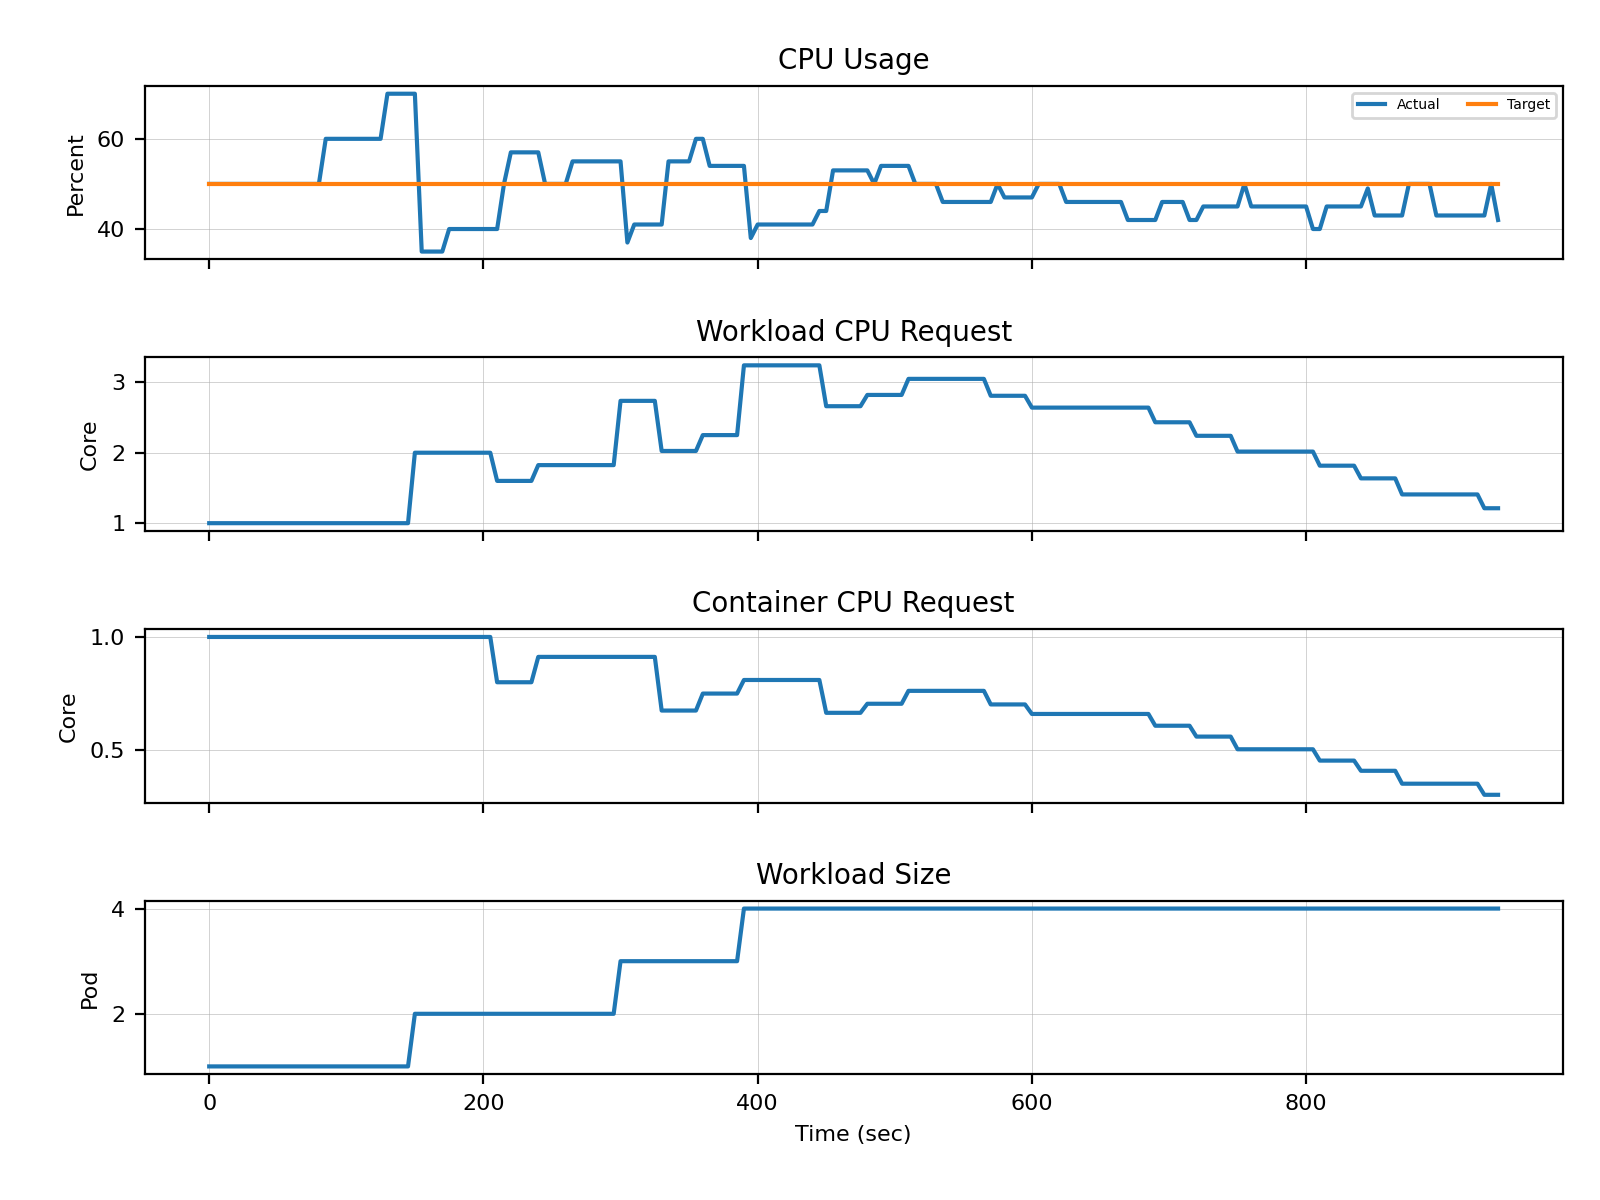 CPU Usage
Percent
60
40
Actual
Target
Workload CPU Request
Core
3
2
1
Container CPU Request
Core
1.0
0.5
Workload Size
Pod
4
2
0 200 400 600 800
Time (sec)